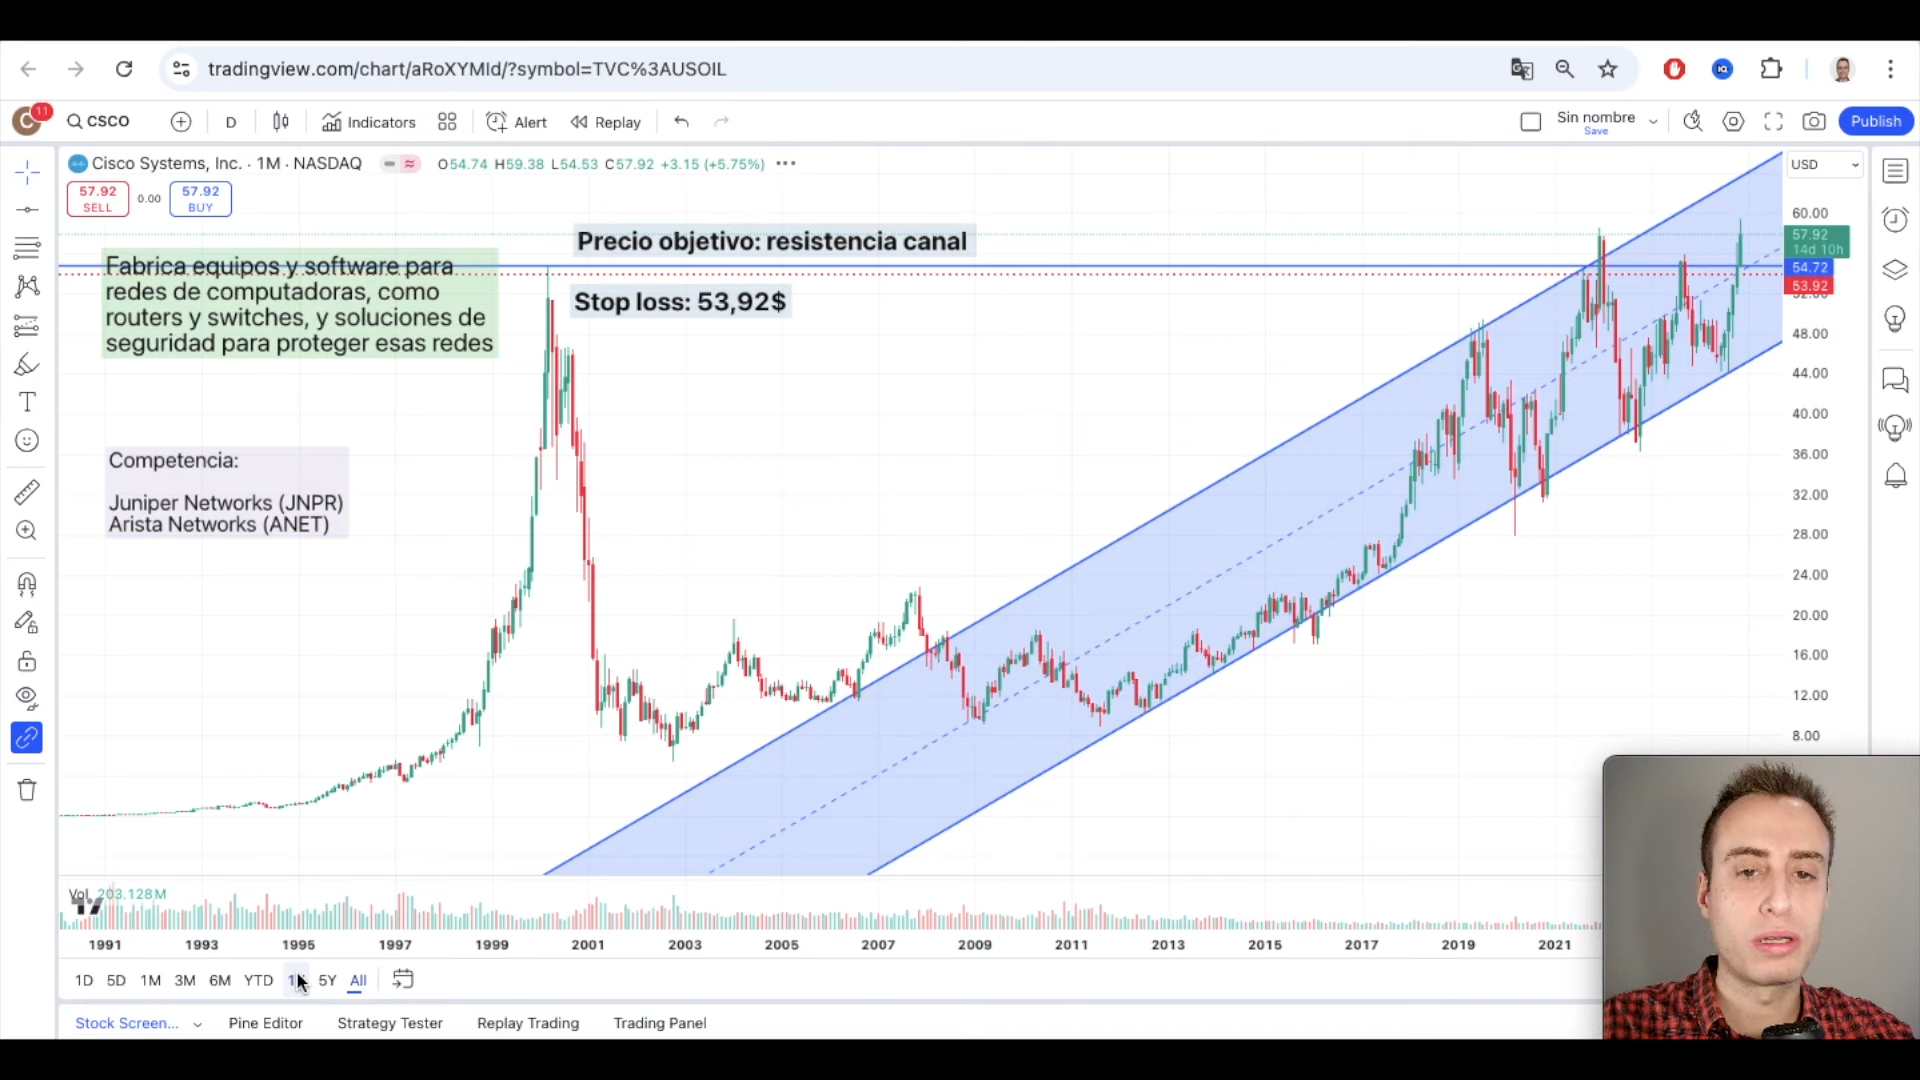 tradingview.com/chart/aRoXYMld/?symbol=TVC%3AUSOIL
C 11 CSCO D Indicators Alert Replay Sin nombre Save Publish
Cisco Systems, Inc. · 1M · NASDAQ O54.74 H59.38 L54.53 C57.92 +3.15 (+5.75%) USD
57.92 SELL 0.00 57.92 BUY
Precio objetivo: resistencia canal
Stop loss: 53,92$
Fabrica equipos y software para
redes de computadoras, como
routers y switches, y soluciones de
seguridad para proteger esas redes
Competencia:
Juniper Networks (JNPR)
Arista Networks (ANET)
60.00
57.92
14d 10h
54.72
53.92
48.00
44.00
40.00
36.00
32.00
28.00
24.00
20.00
16.00
12.00
8.00
Vol 203.128M
1991 1993 1995 1997 1999 2001 2003 2005 2007 2009 2011 2013 2015 2017 2019 2021
1D 5D 1M 3M 6M YTD 5Y All
Stock Screen... Pine Editor Strategy Tester Replay Trading Trading Panel